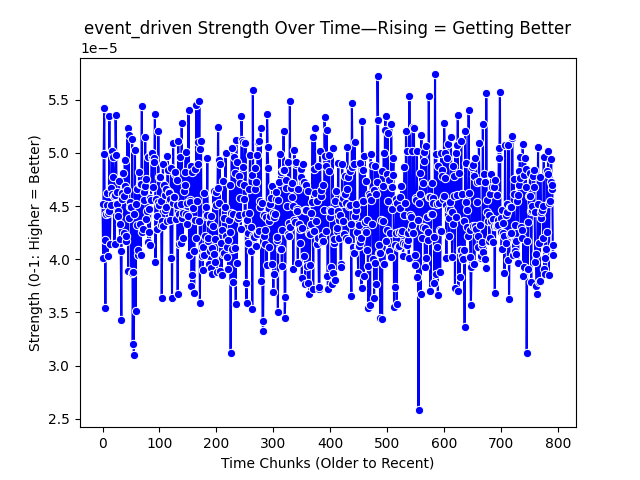 event_driven Strength Over Time—Rising = Getting Better
1e−5
Strength (0-1: Higher = Better)
5.5
5.0
4.5
4.0
3.5
3.0
2.5
0 100 200 300 400 500 600 700 800
Time Chunks (Older to Recent)